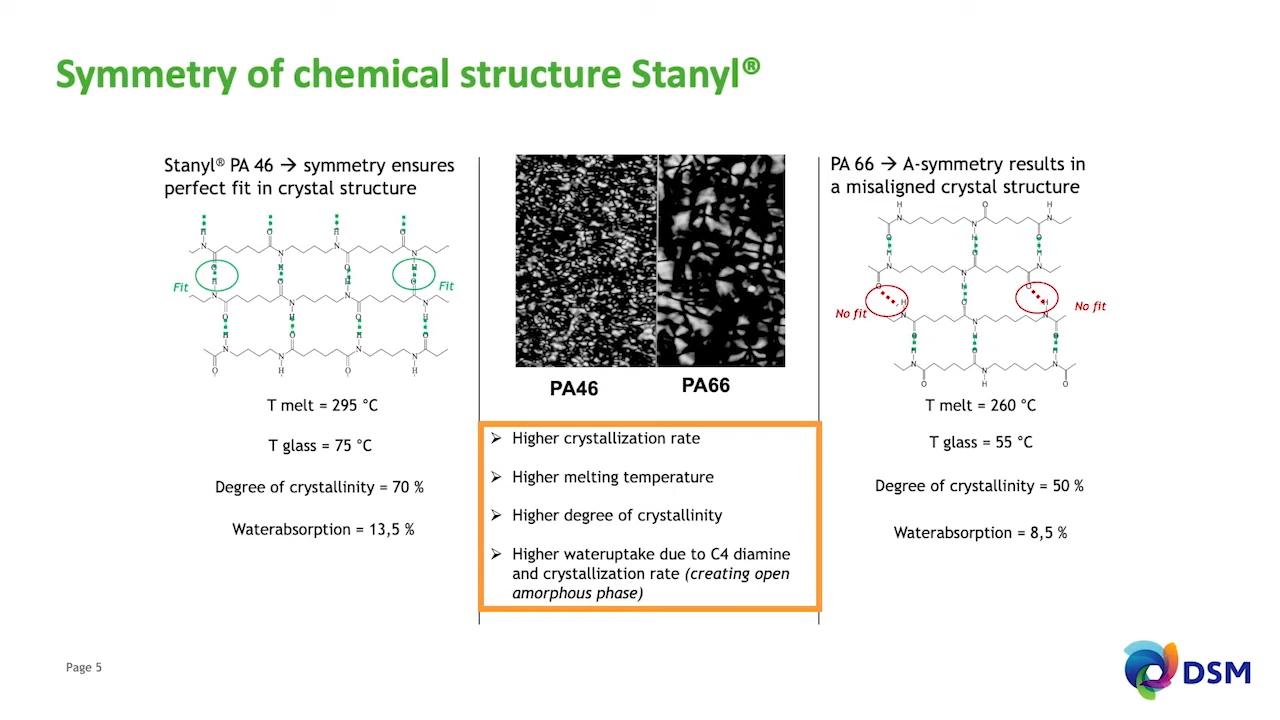 Symmetry of chemical structure Stanyl®
Stanyl® PA 46 → symmetry ensures
perfect fit in crystal structure
Fit
Fit
T melt = 295 °C
T glass = 75 °C
Degree of crystallinity = 70 %
Waterabsorption = 13,5 %
PA46
PA66
➢ Higher crystallization rate
➢ Higher melting temperature
➢ Higher degree of crystallinity
➢ Higher wateruptake due to C4 diamine
and crystallization rate (creating open
amorphous phase)
PA 66 → A-symmetry results in
a misaligned crystal structure
No fit
No fit
T melt = 260 °C
T glass = 55 °C
Degree of crystallinity = 50 %
Waterabsorption = 8,5 %
Page 5
DSM